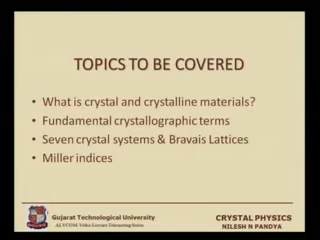 TOPICS TO BE COVERED
• What is crystal and crystalline materials?
• Fundamental crystallographic terms
• Seven crystal systems & Bravais Lattices
• Miller indices
Gujarat Technological University
CRYSTAL PHYSICS
NILESH N PANDYA